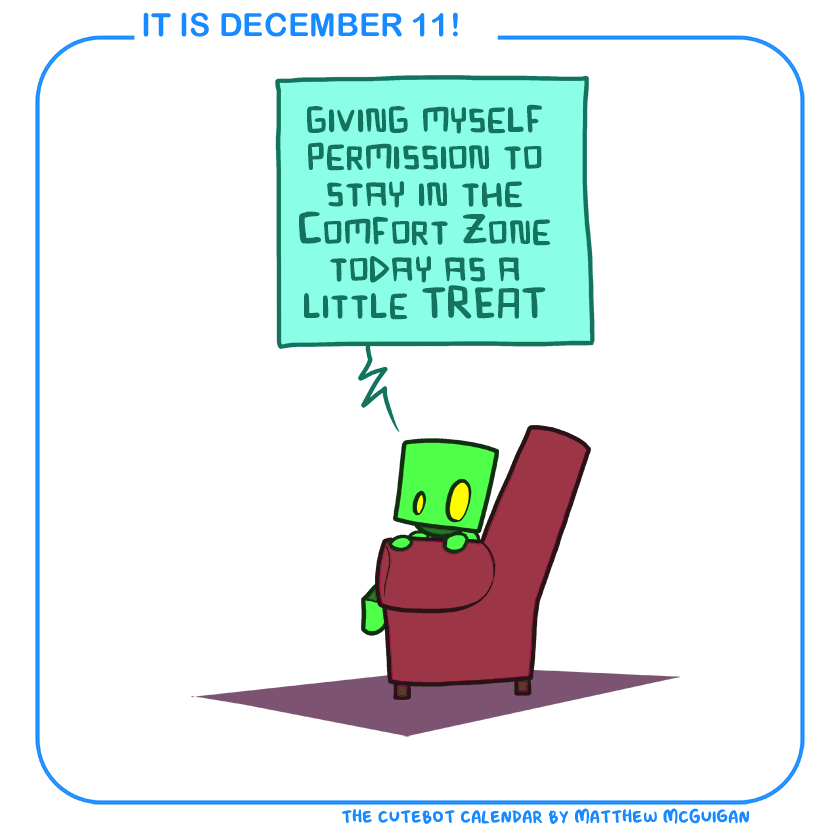 IT IS DECEMBER 11!
GIVING MYSELF
PERMISSION TO
STAY IN THE
COMFORT ZONE
TODAY AS A
LITTLE TREAT
THE CUTEBOT CALENDAR BY MATTHEW MCGUIGAN